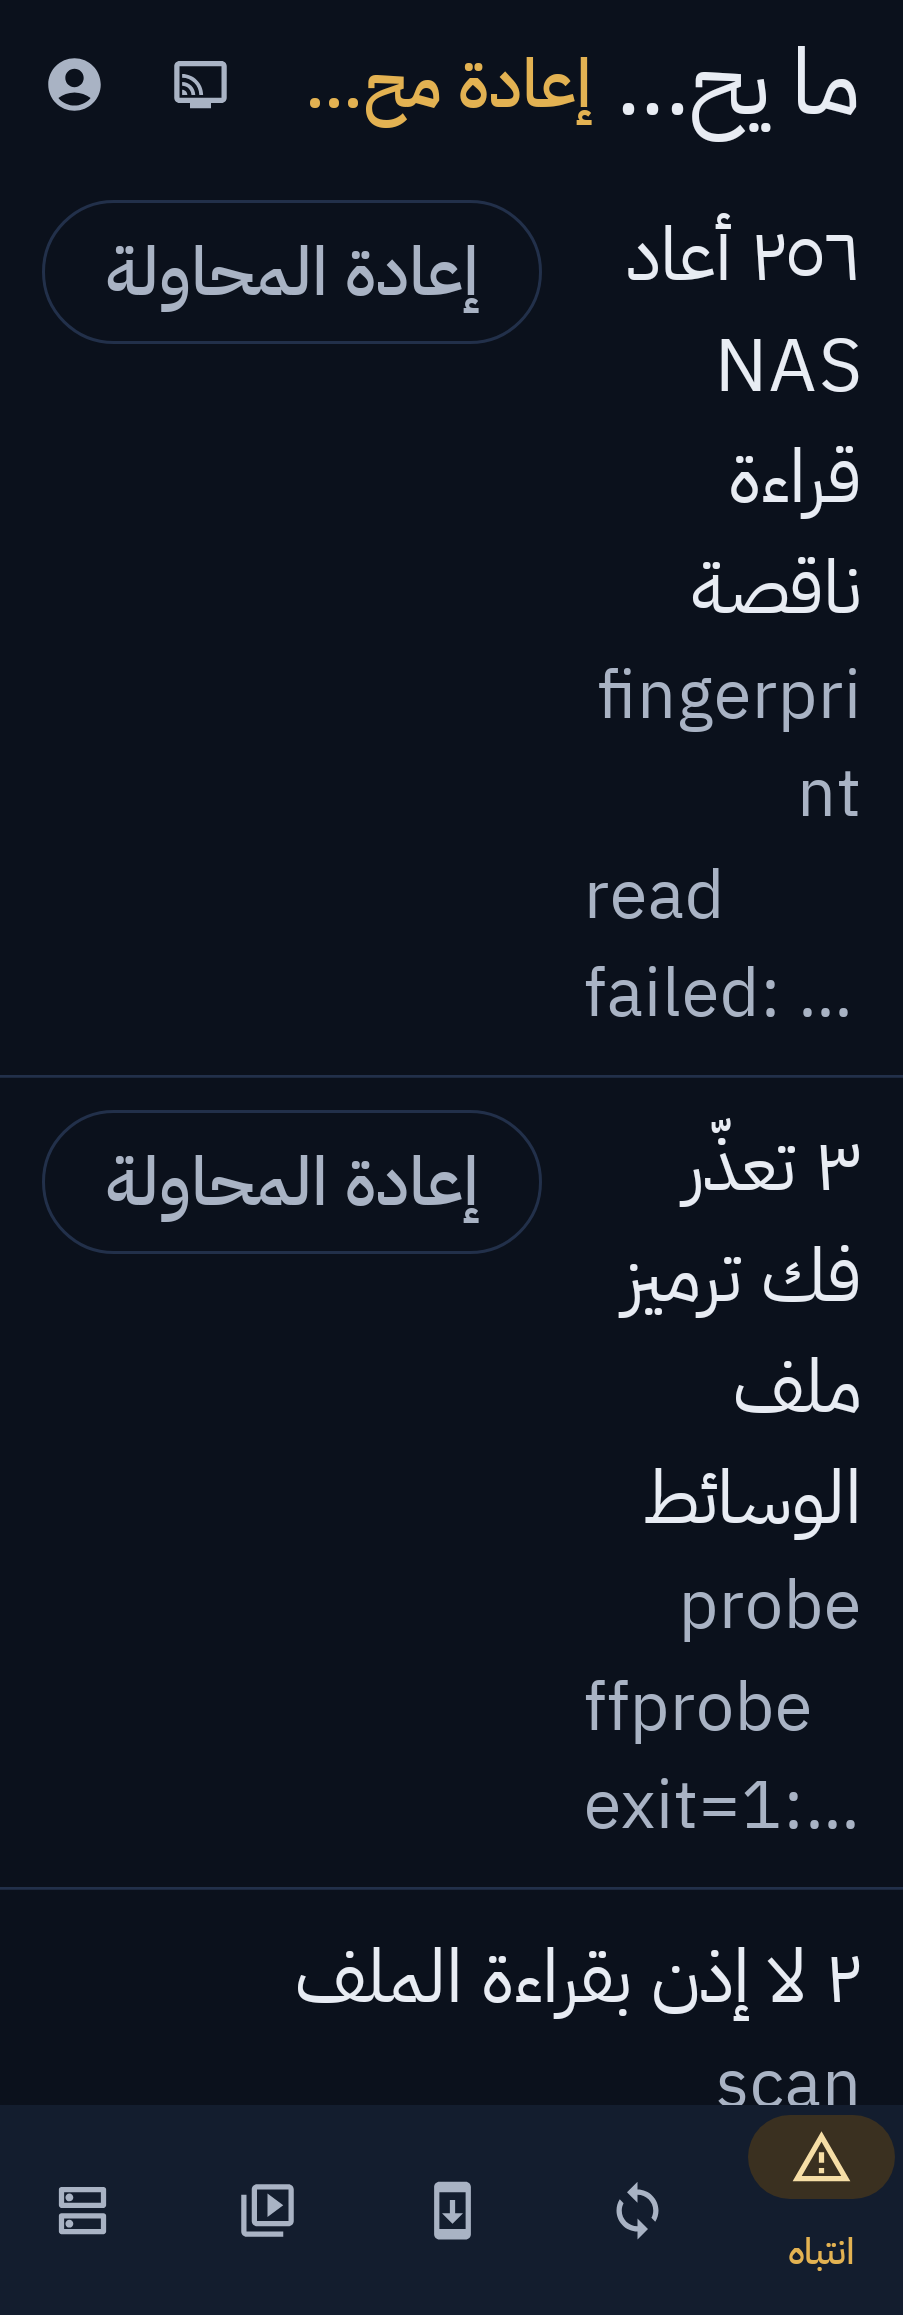 ما يح... إعادة مح...
٢٥٦ أعاد
NAS
قراءة
ناقصة
إعادة المحاولة
fingerpri
nt
read
failed: ...
٣ تعذّر
فك ترميز
ملف
الوسائط
إعادة المحاولة
probe
ffprobe
exit=1:...
٢ لا إذن بقراءة الملف
scan
انتباه